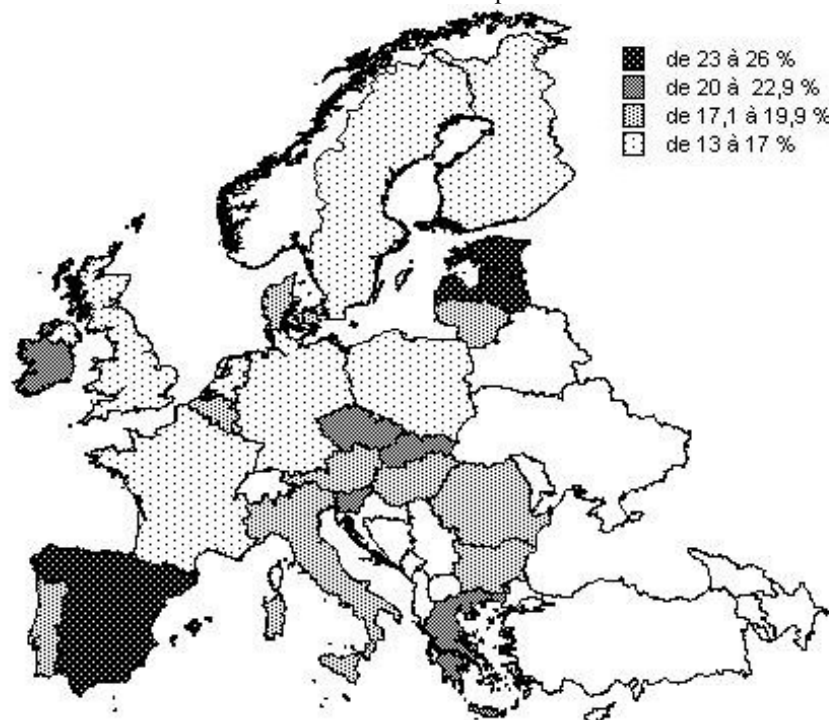 de 23 à 26 %
de 20 à 22,9 %
de 17,1 à 19,9 %
de 13 à 17 %